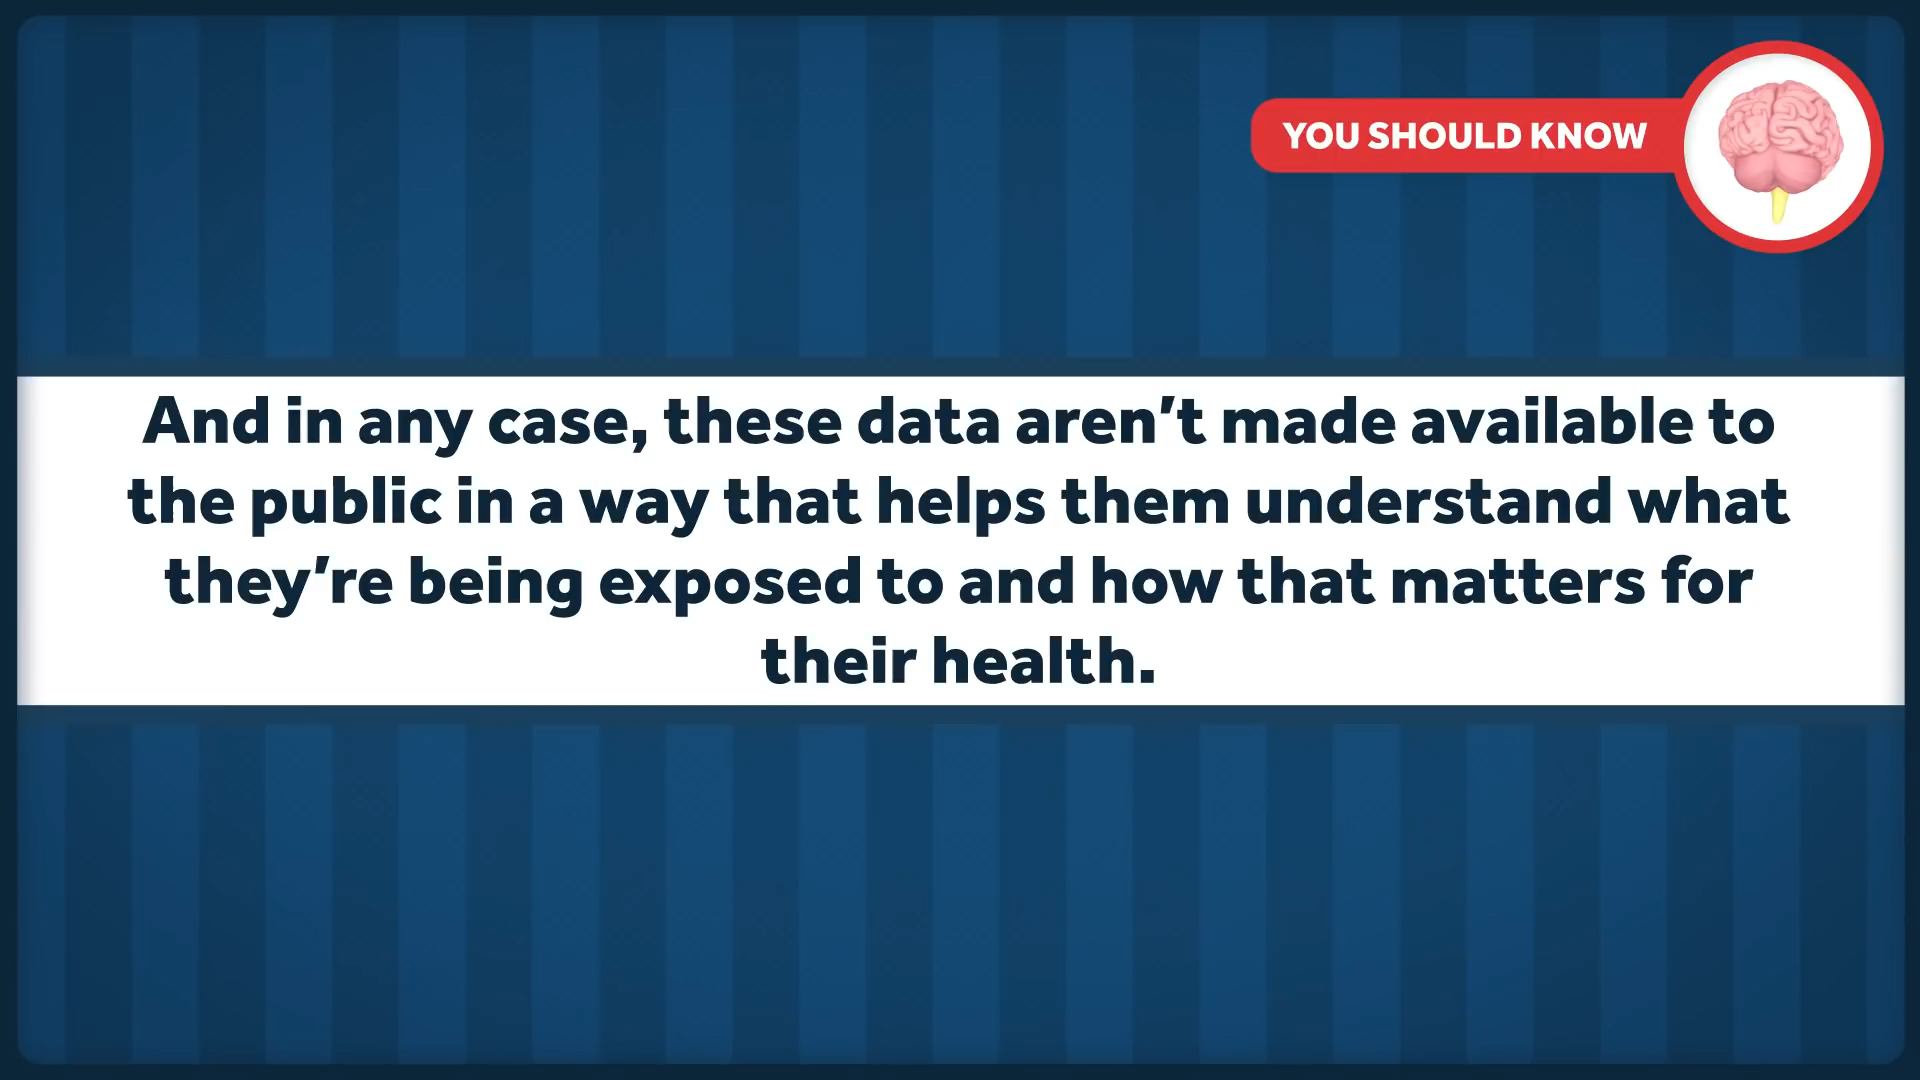 YOU SHOULD KNOW
And in any case, these data aren’t made available to
the public in a way that helps them understand what
they’re being exposed to and how that matters for
their health.